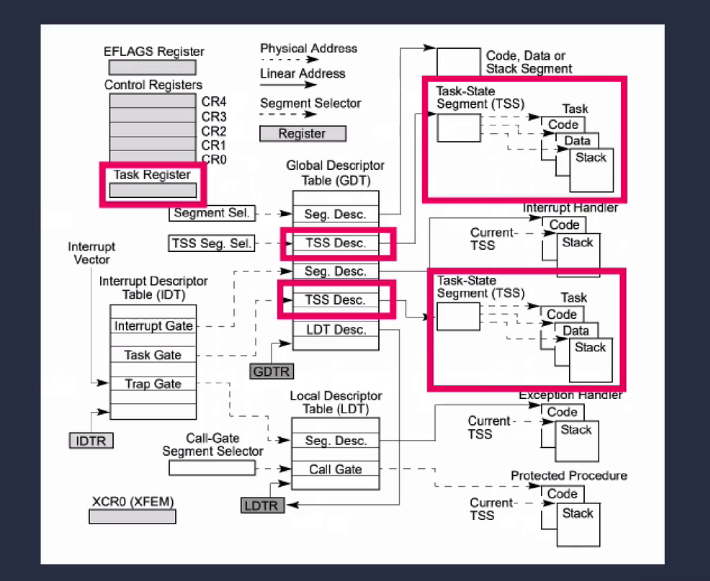 EFLAGS Register
Control Registers
CR4
CR3
CR2
CR1
CR0
Task Register
Physical Address
Linear Address
Segment Selector
Register
Code, Data or
Stack Segment
Task-State
Segment (TSS)
Task
Code
Data
Stack
Global Descriptor
Table (GDT)
Segment Sel.
Seg. Desc.
TSS Seg. Sel.
TSS Desc.
Seg. Desc.
TSS Desc.
LDT Desc.
GDTR
Interrupt Handler
Code
Current
TSS
Stack
Interrupt
Vector
Interrupt Descriptor
Table (IDT)
Interrupt Gate
Task Gate
Trap Gate
IDTR
Task-State
Segment (TSS)
Task
Code
Data
Stack
Local Descriptor
Table (LDT)
Call-Gate
Segment Selector
Seg. Desc.
Call Gate
LDTR
XCR0 (XFEM)
Exception Handler
Code
Current
TSS
Stack
Protected Procedure
Code
Current
TSS
Stack